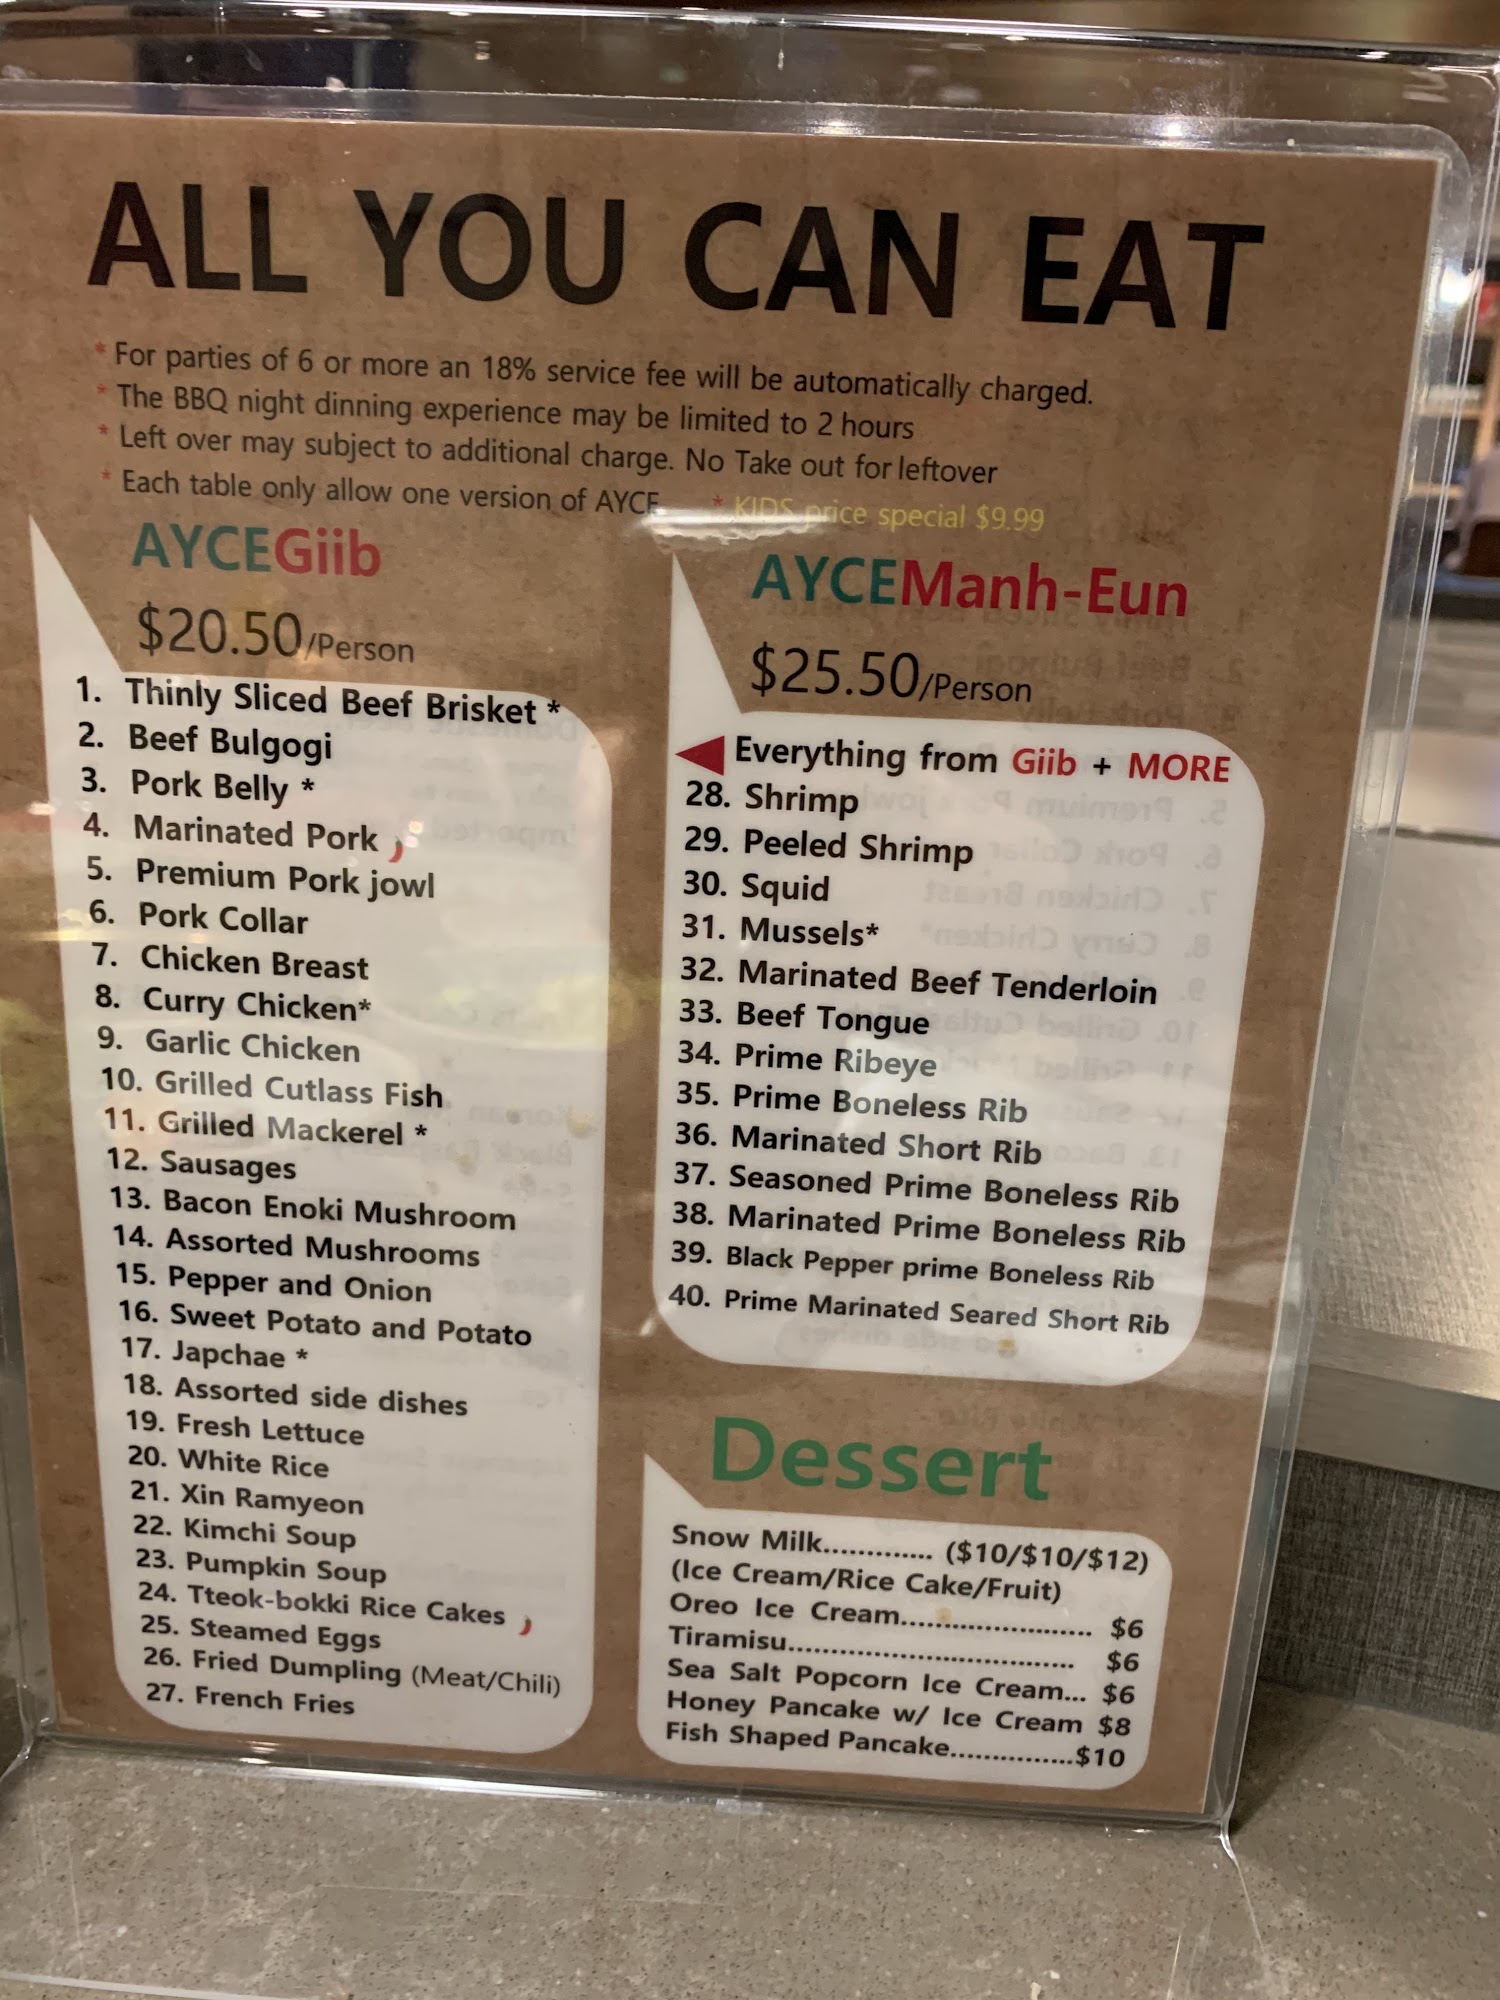 ALL YOU CAN EAT
* For parties of 6 or more an 18% service fee will be automatically charged.
* The BBQ night dinning experience may be limited to 2 hours
* Left over may subject to additional charge. No Take out for leftover
* Each table only allow one version of AYCE * KIDS price special $9.99
AYCEGiib
$20.50/Person
1. Thinly Sliced Beef Brisket *
2. Beef Bulgogi
3. Pork Belly *
4. Marinated Pork
5. Premium Pork jowl
6. Pork Collar
7. Chicken Breast
8. Curry Chicken*
9. Garlic Chicken
10. Grilled Cutlass Fish
11. Grilled Mackerel *
12. Sausages
13. Bacon Enoki Mushroom
14. Assorted Mushrooms
15. Pepper and Onion
16. Sweet Potato and Potato
17. Japchae *
18. Assorted side dishes
19. Fresh Lettuce
20. White Rice
21. Xin Ramyeon
22. Kimchi Soup
23. Pumpkin Soup
24. Tteok-bokki Rice Cakes
25. Steamed Eggs
26. Fried Dumpling (Meat/Chili)
27. French Fries
AYCEManh-Eun
$25.50/Person
Everything from Giib + MORE
28. Shrimp
29. Peeled Shrimp
30. Squid
31. Mussels*
32. Marinated Beef Tenderloin
33. Beef Tongue
34. Prime Ribeye
35. Prime Boneless Rib
36. Marinated Short Rib
37. Seasoned Prime Boneless Rib
38. Marinated Prime Boneless Rib
39. Black Pepper prime Boneless Rib
40. Prime Marinated Seared Short Rib
Dessert
Snow Milk............. ($10/$10/$12)
(Ice Cream/Rice Cake/Fruit)
Oreo Ice Cream....................... $6
Tiramisu.................................. $6
Sea Salt Popcorn Ice Cream... $6
Honey Pancake w/ Ice Cream $8
Fish Shaped Pancake...............$10